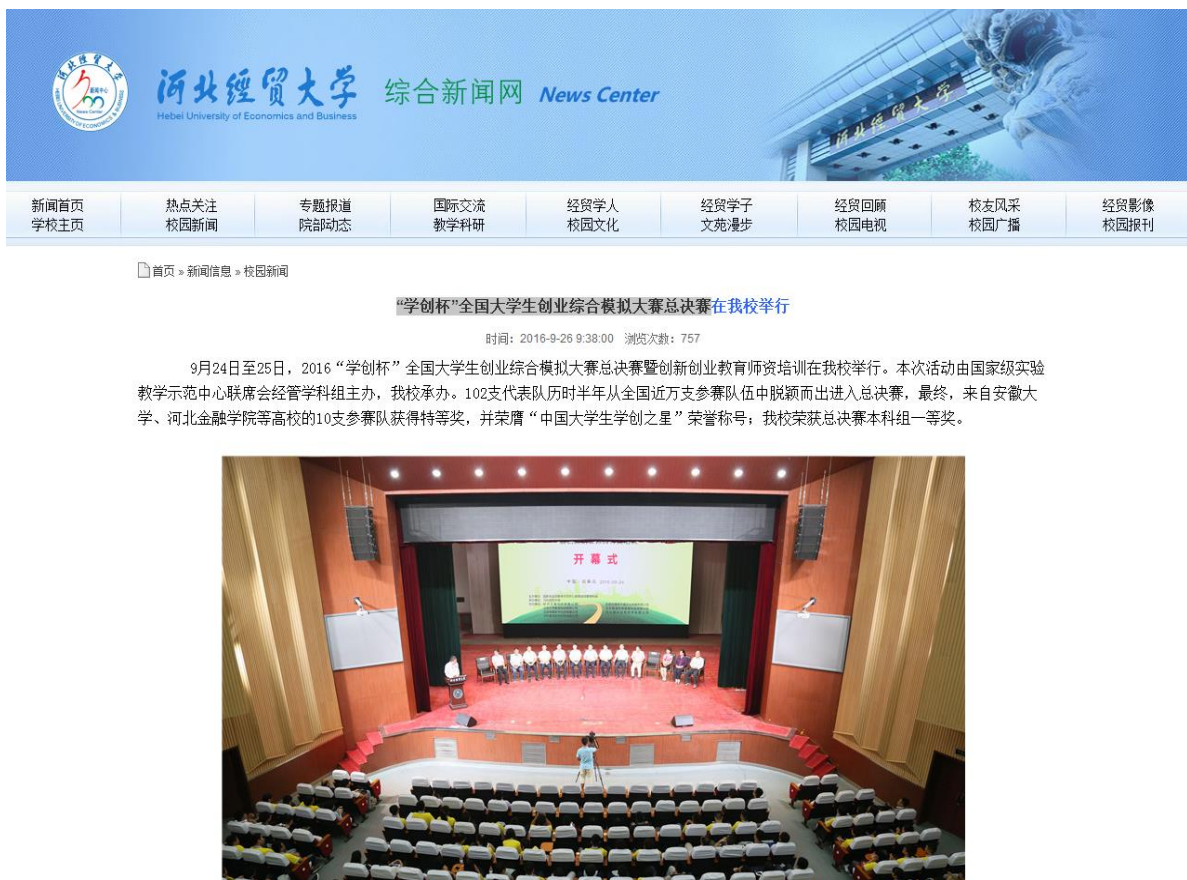 河北經貿大学 综合新闻网 News Center
Hebei University of Economics and Business
河北經貿大学
新闻首页 热点关注 专题报道 国际交流 经贸学人 经贸学子 经贸回顾 校友风采 经贸影像
学校主页 校园新闻 院部动态 教学科研 校园文化 文苑漫步 校园电视 校园广播 校园报刊
首页 » 新闻信息 » 校园新闻
“学创杯”全国大学生创业综合模拟大赛总决赛在我校举行
时间：2016-9-26 9:38:00 浏览次数：757
9月24日至25日，2016“学创杯”全国大学生创业综合模拟大赛总决赛暨创新创业教育师资培训在我校举行。本次活动由国家级实验
教学示范中心联席会经管学科组主办，我校承办。102支代表队历时半年从全国近万支参赛队伍中脱颖而出进入总决赛，最终，来自安徽大
学、河北金融学院等高校的10支参赛队获得特等奖，并荣膺“中国大学生学创之星”荣誉称号；我校荣获总决赛本科组一等奖。
开幕式